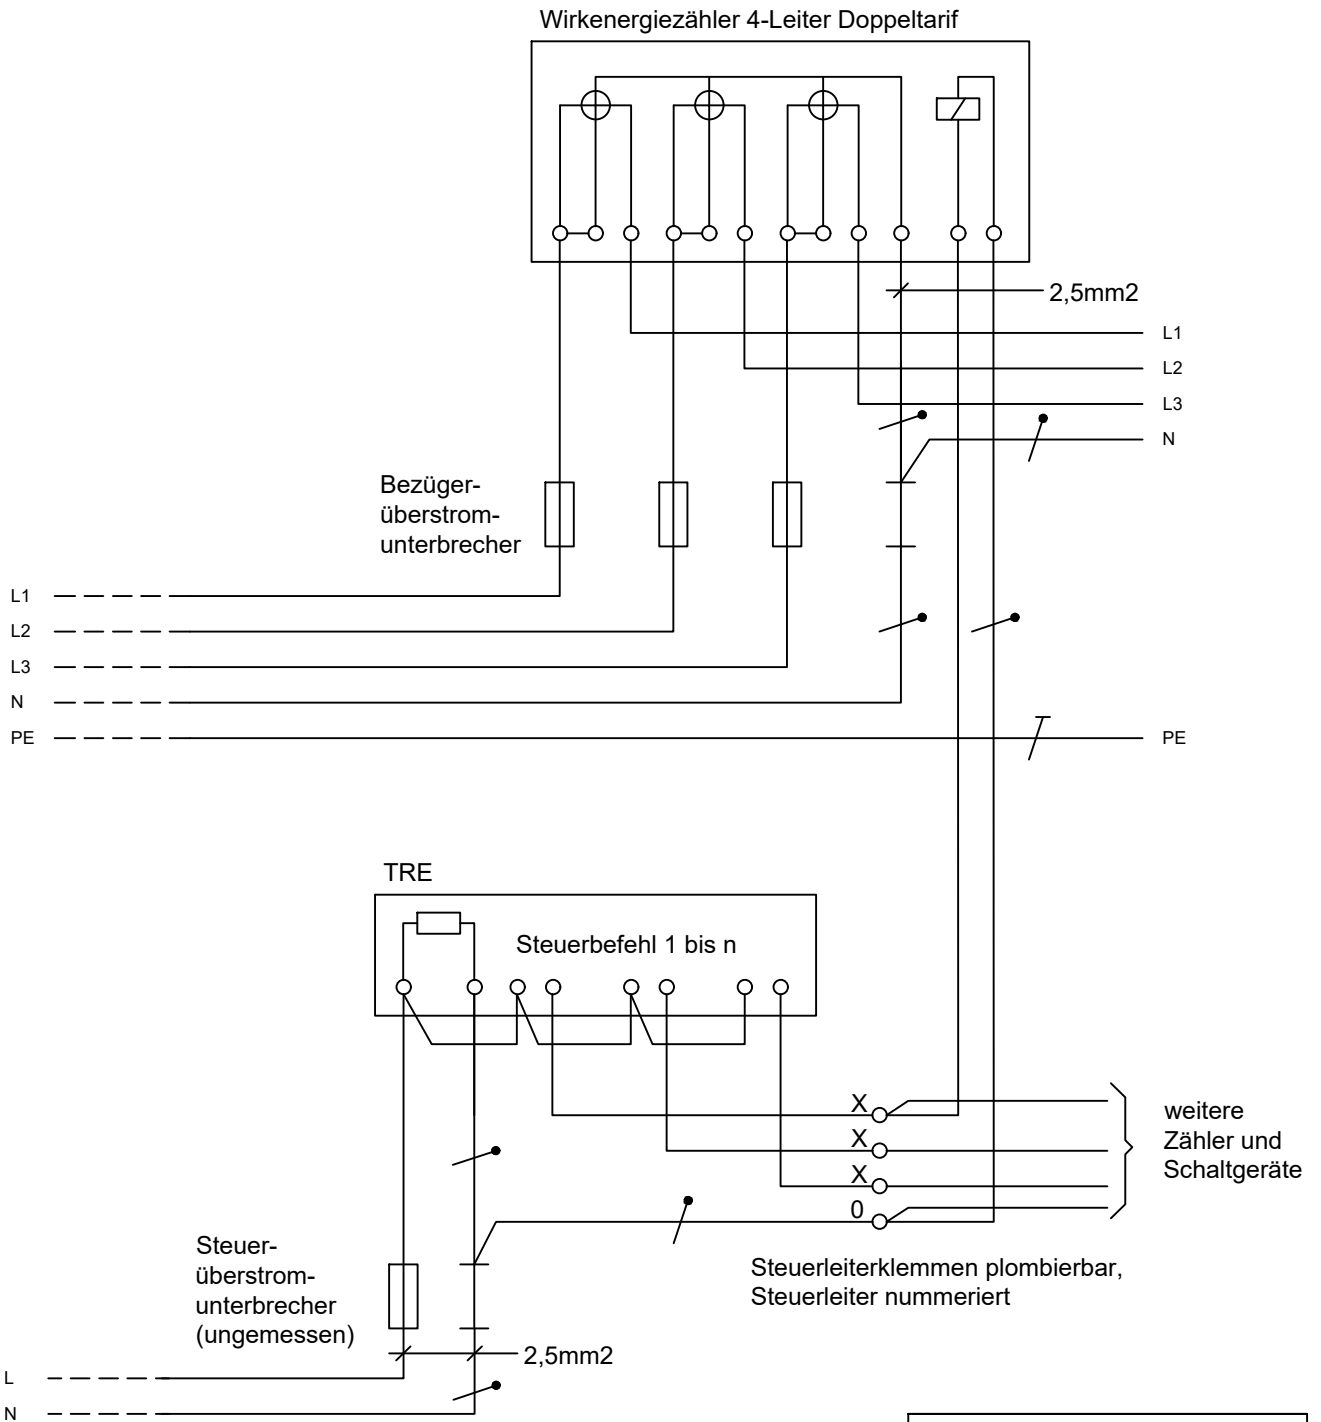 Wirkenergiezähler 4-Leiter Doppeltarif
2,5mm2
L1
L2
L3
N
Bezüger-
überstrom-
unterbrecher
L1
L2
L3
N
PE
PE
TRE
Steuerbefehl 1 bis n
X
X
X
0
weitere
Zähler und
Schaltgeräte
Steuerleiterklemmen plombierbar,
Steuerleiter nummeriert
Steuer-
überstrom-
unterbrecher
(ungemessen)
2,5mm2
L
N